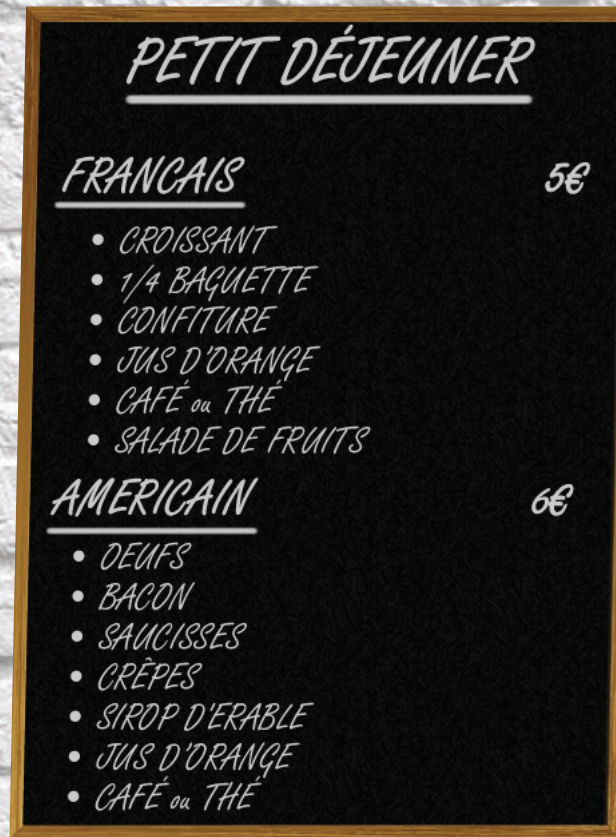 PETIT DÉJEUNER
FRANCAIS 5€
• CROISSANT
• 1/4 BAGUETTE
• CONFITURE
• JUS D'ORANGE
• CAFÉ ou THÉ
• SALADE DE FRUITS
AMERICAIN 6€
• OEUFS
• BACON
• SAUCISSES
• CRÊPES
• SIROP D'ERABLE
• JUS D'ORANGE
• CAFÉ ou THÉ